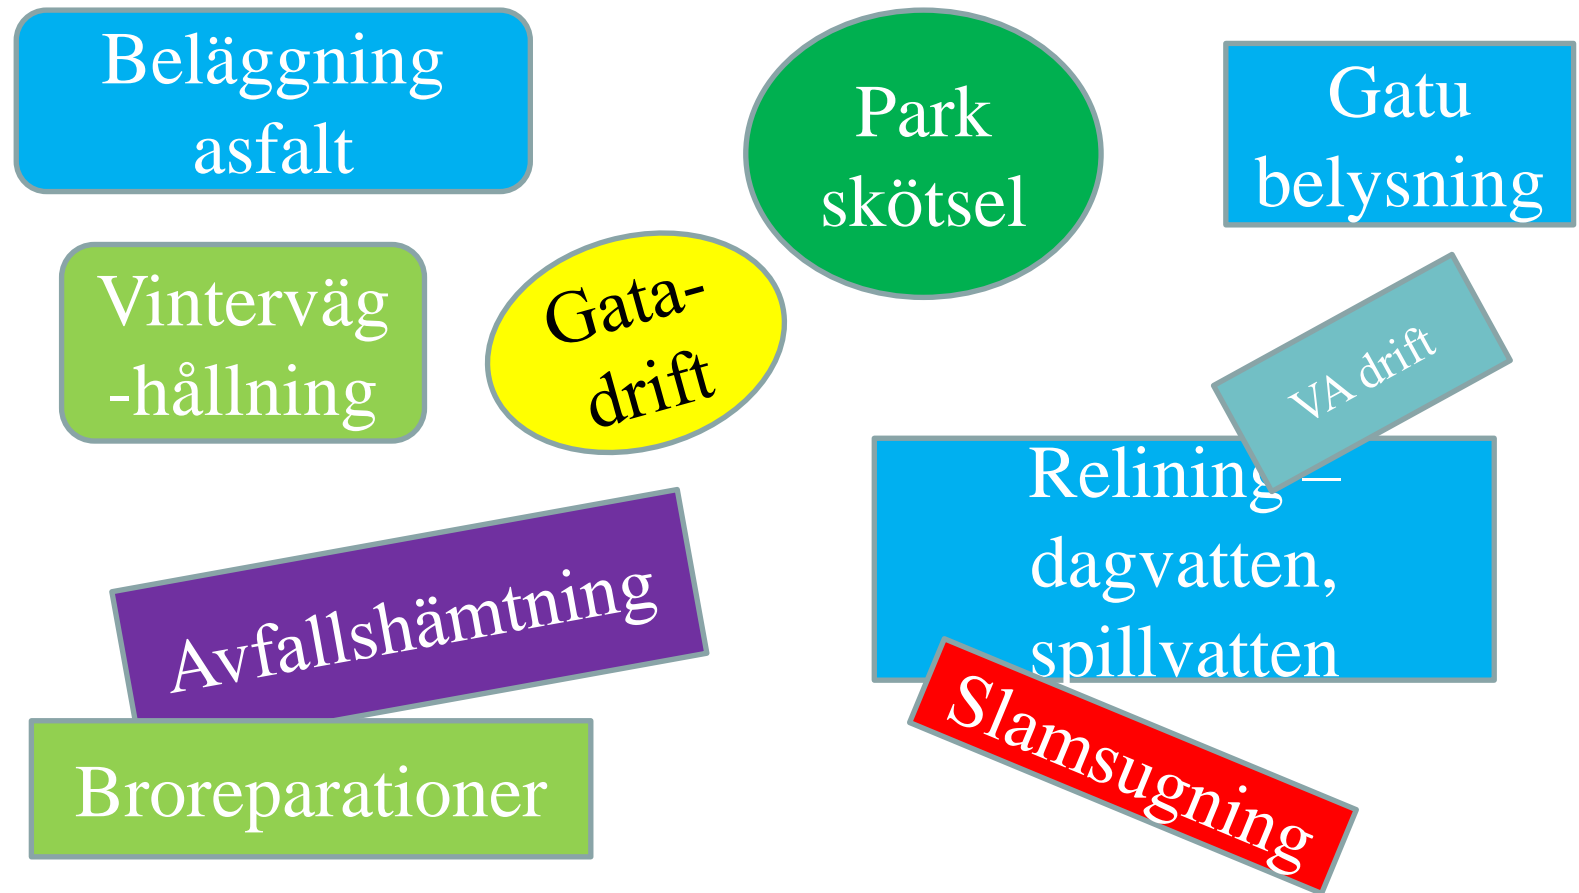 Beläggning
asfalt
Park
skötsel
Gatu
belysning
Vinterväg
-hållning
Gata-
drift
VA drift
Relining –
dagvatten,
spillvatten
Avfallshämtning
Slamsugning
Broreparationer